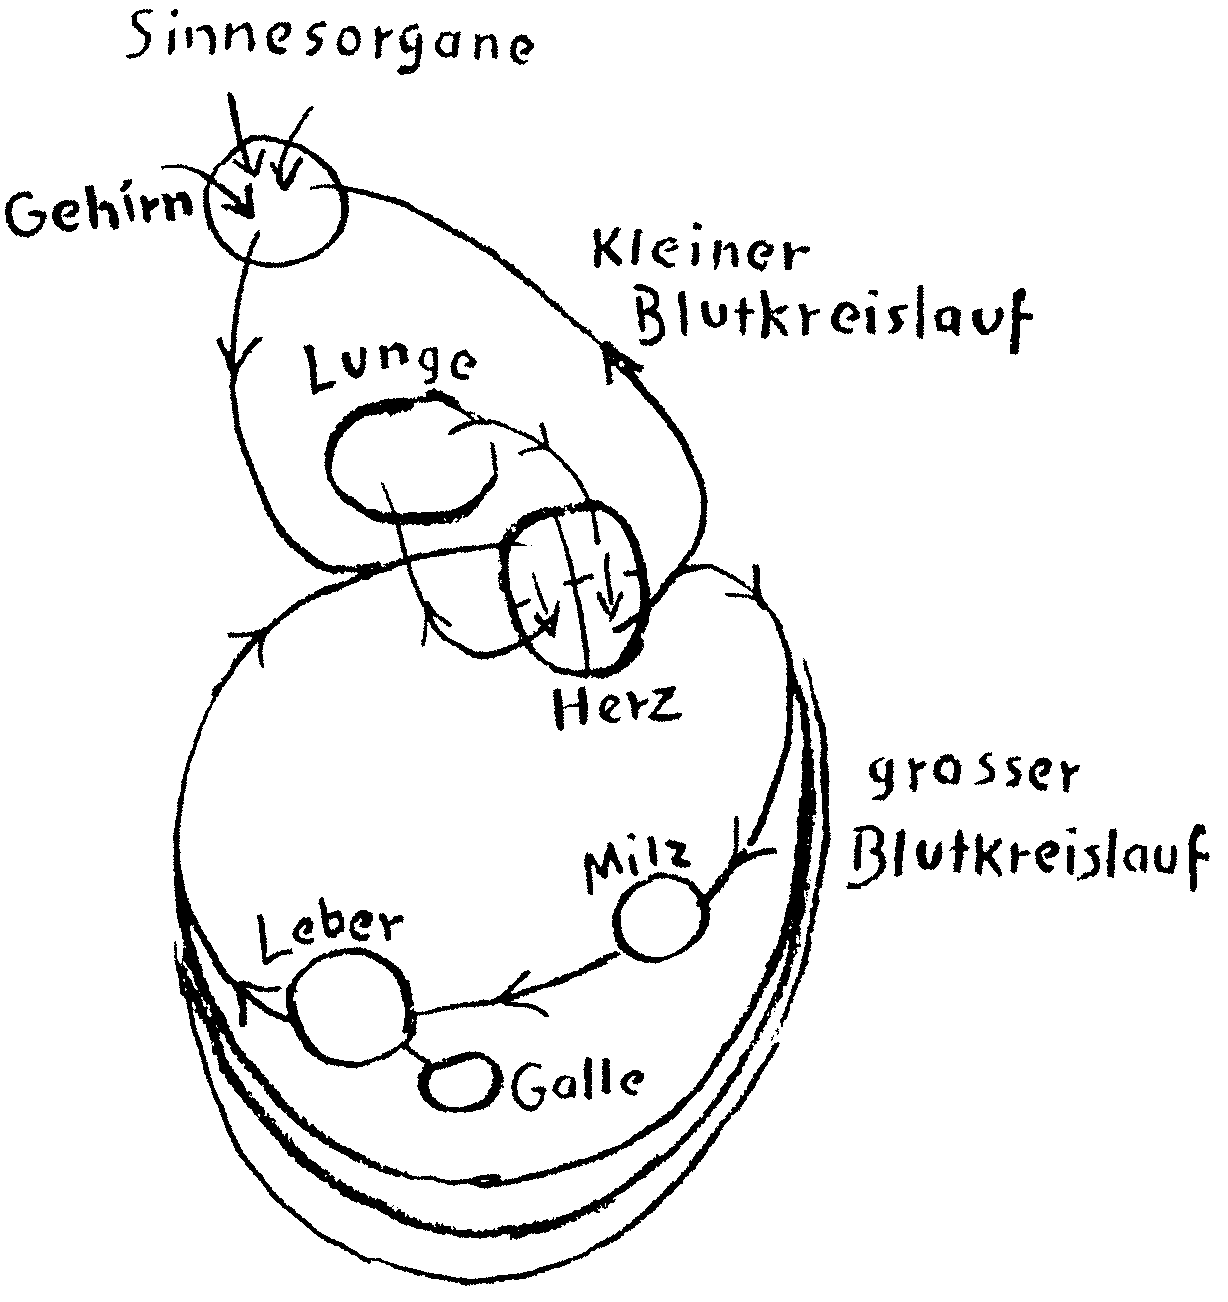 Sinnesorgane
Gehirn
Kleiner
Blutkreislauf
Lunge
Herz
grosser
Blutkreislauf
Milz
Leber
Galle